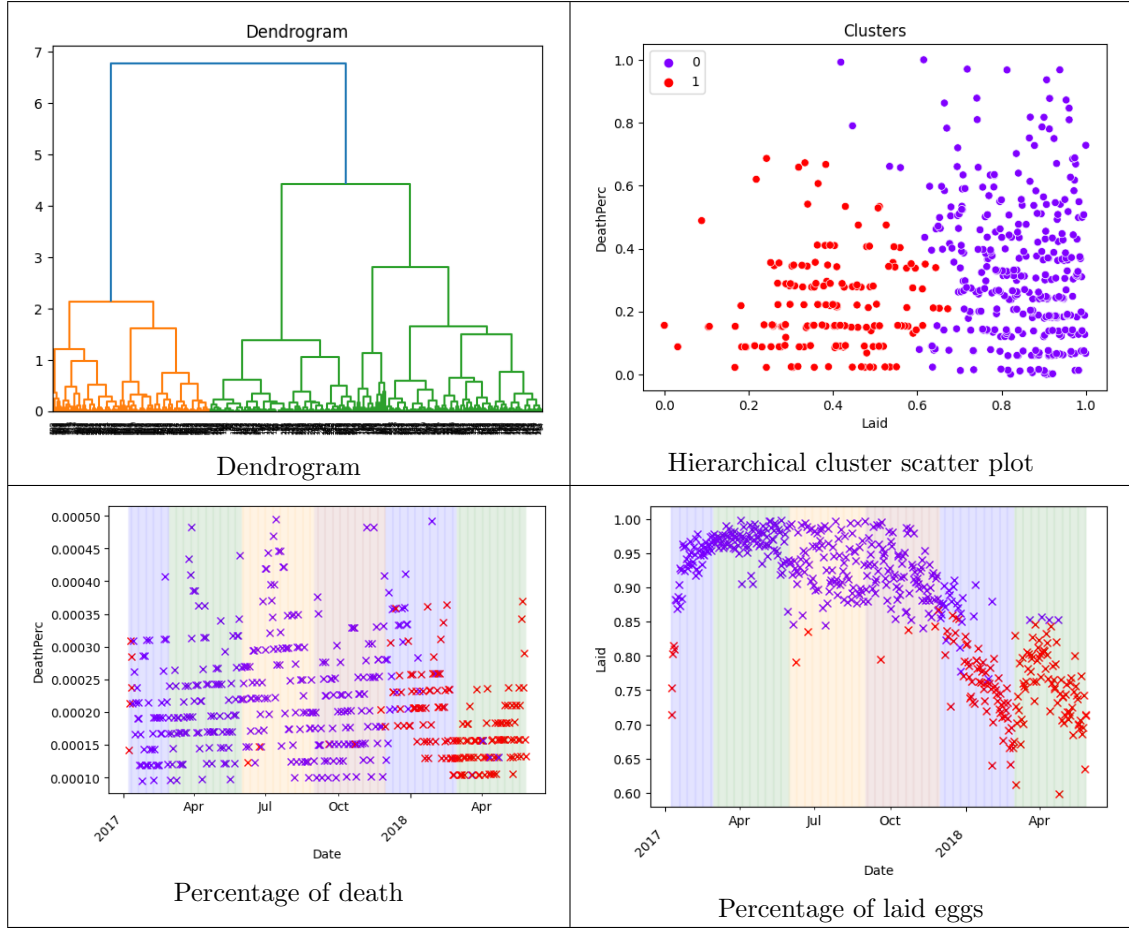 Dendrogram
7
6
5
4
3
2
1
0
Dendrogram
Clusters
0
1
1.0
0.8
0.6
0.4
0.2
0.0
DeathPerc
0.0 0.2 0.4 0.6 0.8 1.0
Laid
Hierarchical cluster scatter plot
0.00050
0.00045
0.00040
0.00035
0.00030
0.00025
0.00020
0.00015
0.00010
DeathPerc
2017 Apr Jul Oct 2018 Apr
Date
Percentage of death
1.00
0.95
0.90
0.85
0.80
0.75
0.70
0.65
0.60
Laid
2017 Apr Jul Oct 2018 Apr
Date
Percentage of laid eggs